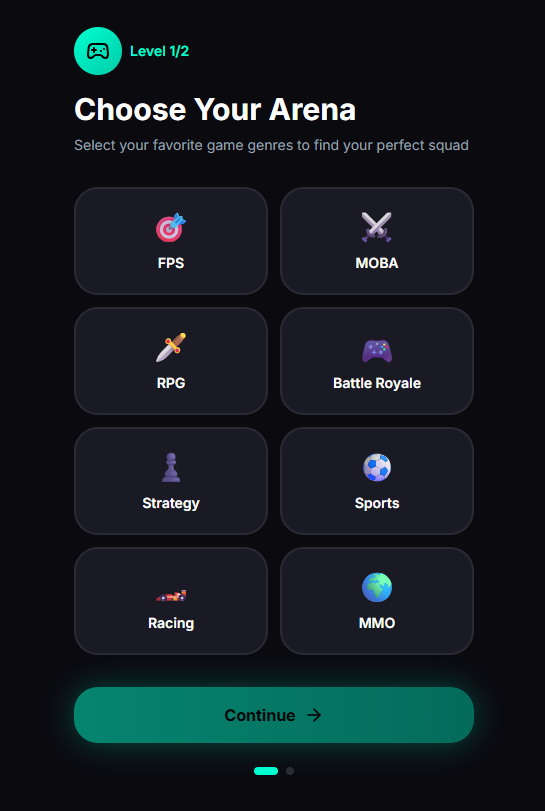 Level 1/2
Choose Your Arena
Select your favorite game genres to find your perfect squad
FPS
MOBA
RPG
Battle Royale
Strategy
Sports
Racing
MMO
Continue →